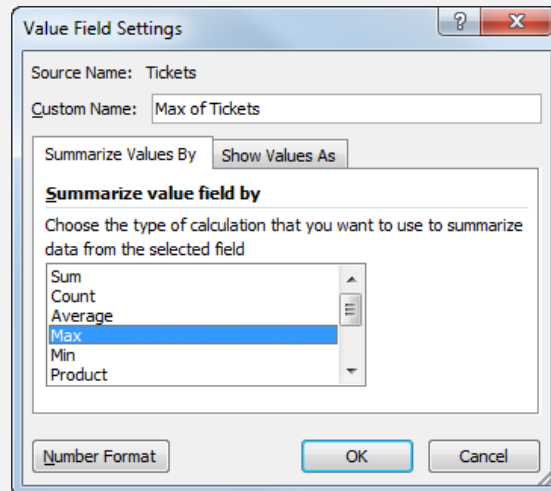 Value Field Settings
Source Name: Tickets
Custom Name: Max of Tickets
Summarize Values By Show Values As
Summarize value field by
Choose the type of calculation that you want to use to summarize
data from the selected field
Sum
Count
Average
Max
Min
Product
Number Format OK Cancel